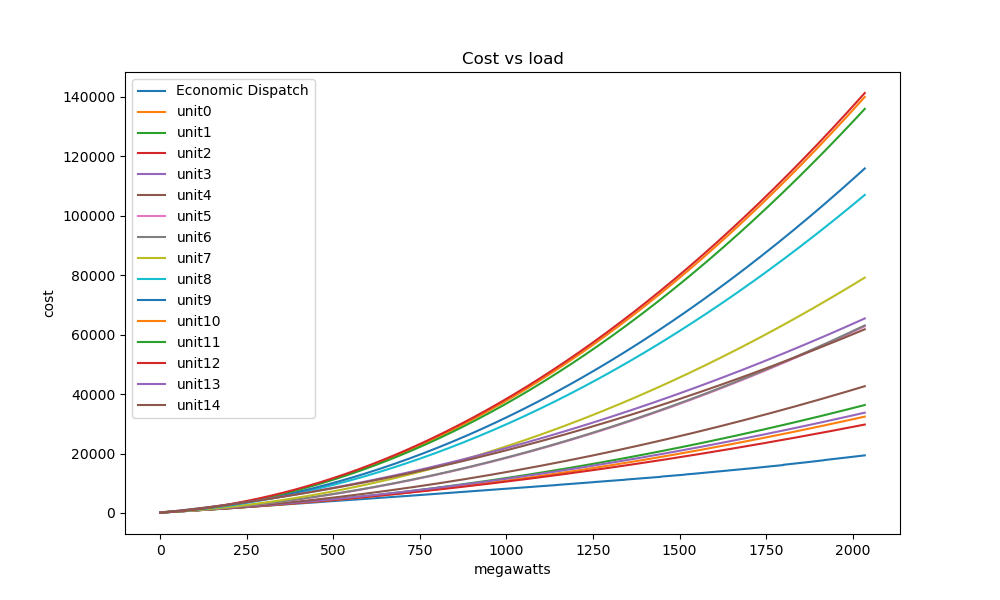 Cost vs load
cost
140000
120000
100000
80000
60000
40000
20000
0
Economic Dispatch
unit0
unit1
unit2
unit3
unit4
unit5
unit6
unit7
unit8
unit9
unit10
unit11
unit12
unit13
unit14
0 250 500 750 1000 1250 1500 1750 2000
megawatts